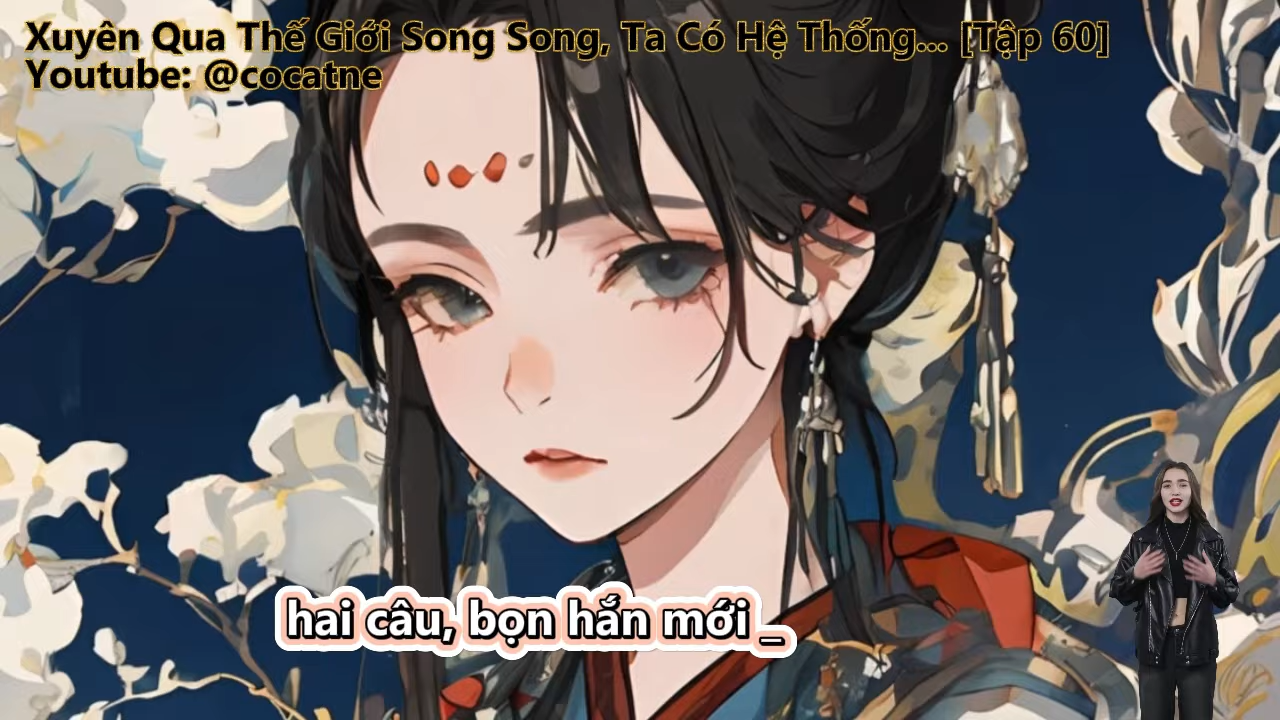 Xuyên Qua Thế Giới Song Song, Ta Có Hệ Thống... [Tập 60]
Youtube: @cocatne
hai câu, bọn hắn mới _